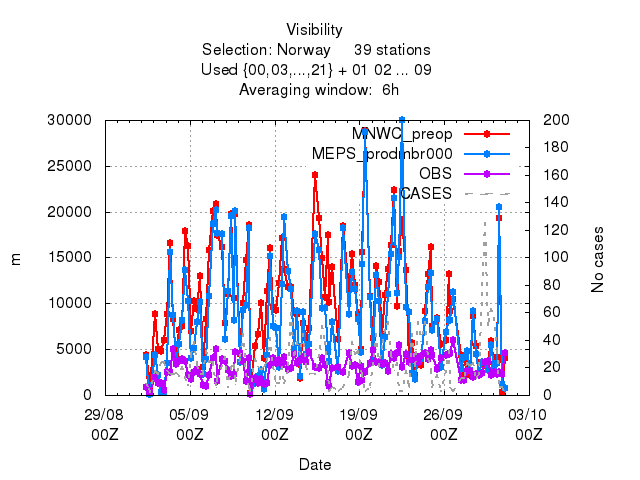 Visibility
Selection: Norway 39 stations
Used {00,03,...,21} + 01 02 ... 09
Averaging window: 6h
30000
25000
20000
15000
10000
5000
0
m
200
180
160
140
120
100
80
60
40
20
0
No cases
MNWC_preop
MEPS_prodmbr000
OBS
CASES
29/08 05/09 12/09 19/09 26/09 03/10
00Z 00Z 00Z 00Z 00Z 00Z
Date